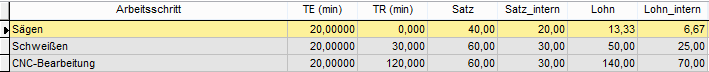 Arbeitsschritt TE (min) TR (min) Satz Satz_intern Lohn Lohn_intern
Sägen 20,00000 0,000 40,00 20,00 13,33 6,67
Schweißen 20,00000 30,000 60,00 30,00 50,00 25,00
CNC-Bearbeitung 20,00000 120,000 60,00 30,00 140,00 70,00